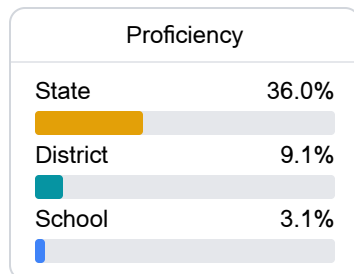 Proficiency
State 36.0%
District 9.1%
School 3.1%